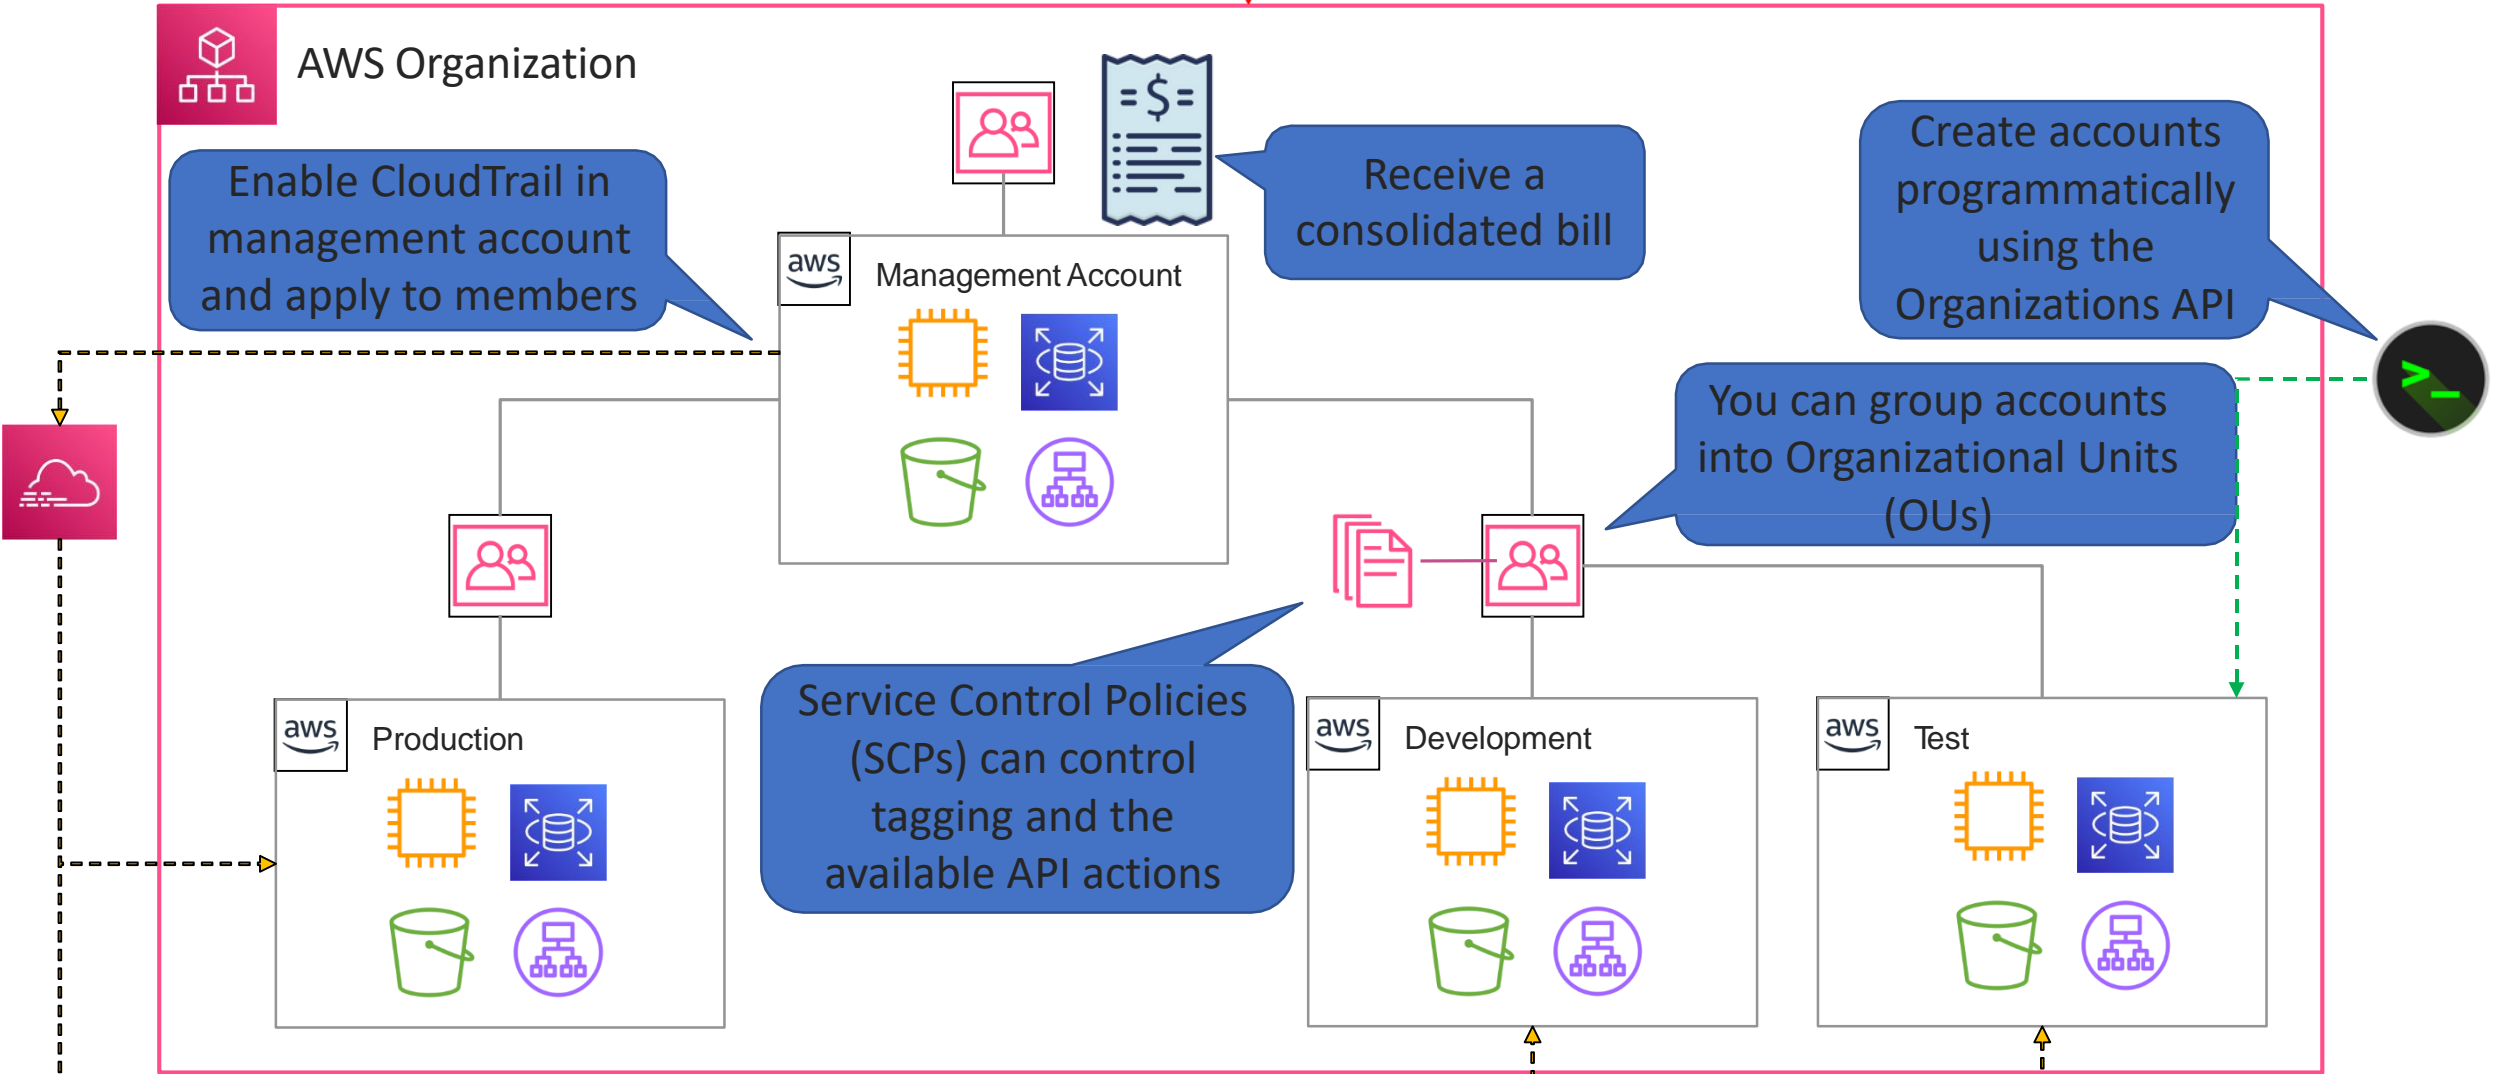 AWS Organization
Enable CloudTrail in
management account
and apply to members
= $ =
Receive a
consolidated bill
Create accounts
programmatically
using the
Organizations API
aws
Management Account
>_
You can group accounts
into Organizational Units
(OUs)
Service Control Policies
(SCPs) can control
tagging and the
available API actions
aws
Production
aws
Development
aws
Test